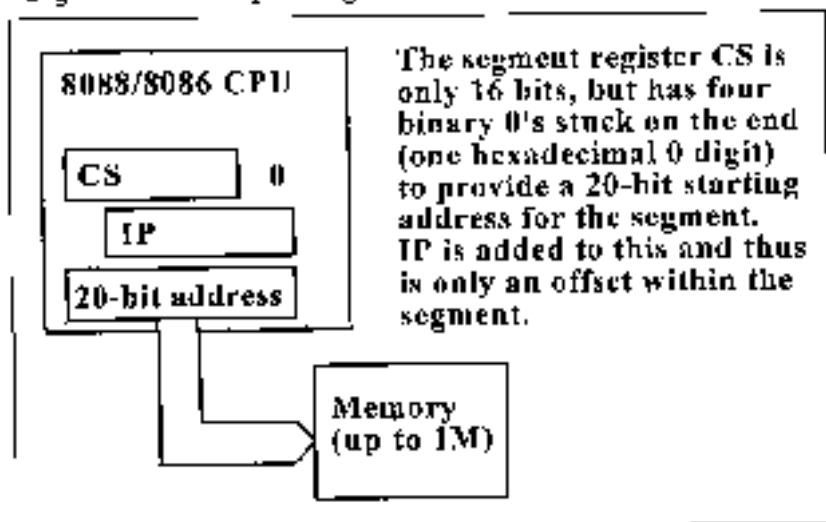 8088/8086 CPU
CS 0
IP
20-bit address
The segment register CS is
only 16 bits, but has four
binary 0's stuck on the end
(one hexadecimal 0 digit)
to provide a 20-bit starting
address for the segment.
IP is added to this and thus
is only an offset within the
segment.
Memory
(up to 1M)